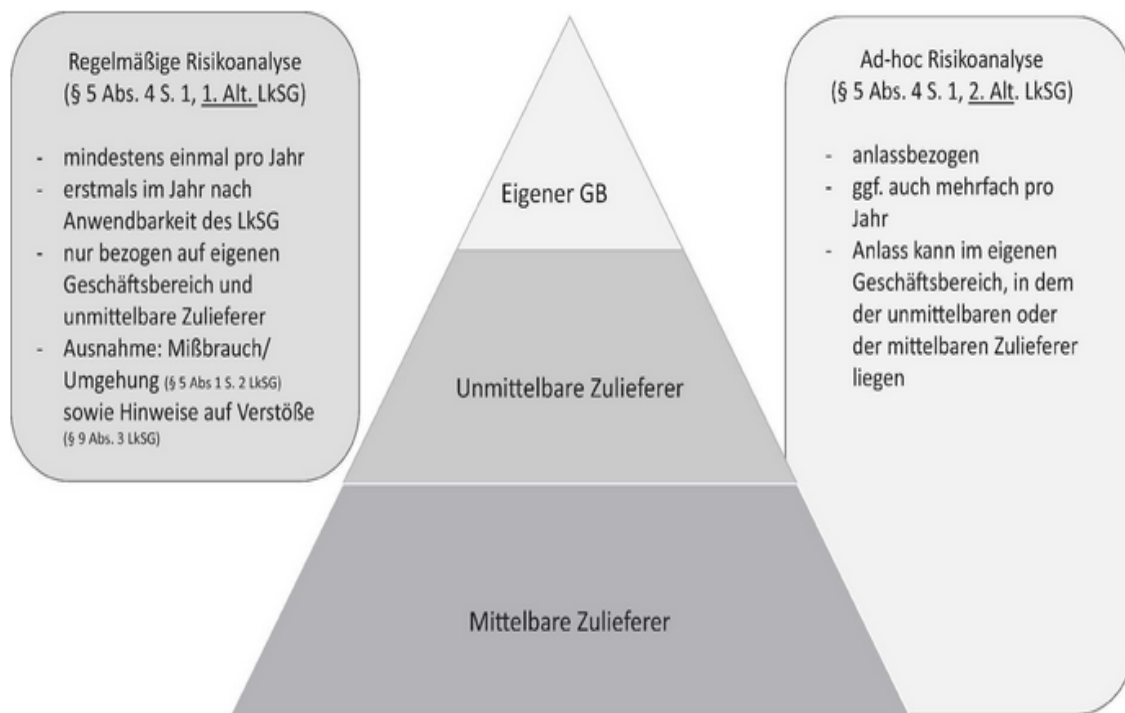 Regelmäßige Risikoanalyse
(§ 5 Abs. 4 S. 1, 1. Alt. LkSG)
- mindestens einmal pro Jahr
- erstmals im Jahr nach
Anwendbarkeit des LkSG
- nur bezogen auf eigenen
Geschäftsbereich und
unmittelbare Zulieferer
- Ausnahme: Mißbrauch/
Umgehung (§ 5 Abs 1 S. 2 LkSG)
sowie Hinweise auf Verstöße
(§ 9 Abs. 3 LkSG)
Eigener GB
Unmittelbare Zulieferer
Mittelbare Zulieferer
Ad-hoc Risikoanalyse
(§ 5 Abs. 4 S. 1, 2. Alt. LkSG)
- anlassbezogen
- ggf. auch mehrfach pro
Jahr
- Anlass kann im eigenen
Geschäftsbereich, in dem
der unmittelbaren oder
der mittelbaren Zulieferer
liegen